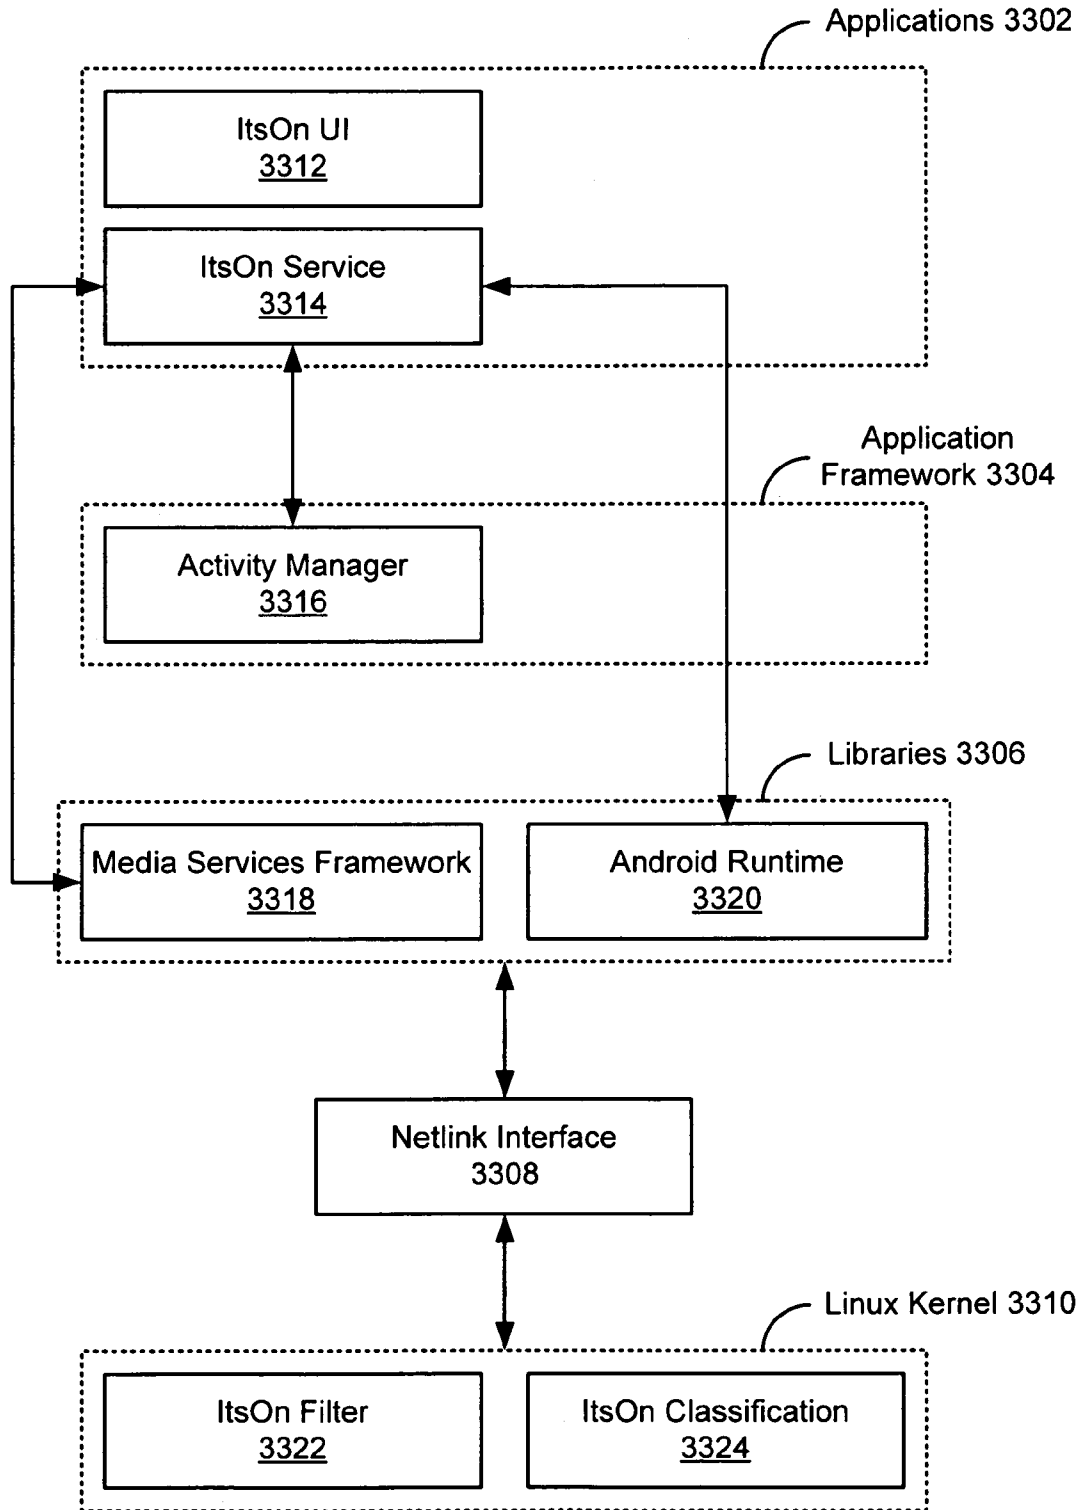 Applications 3302
ItsOn UI
3312
ItsOn Service
3314
Application
Framework 3304
Activity Manager
3316
Libraries 3306
Media Services Framework
3318
Android Runtime
3320
Netlink Interface
3308
Linux Kernel 3310
ItsOn Filter
3322
ItsOn Classification
3324